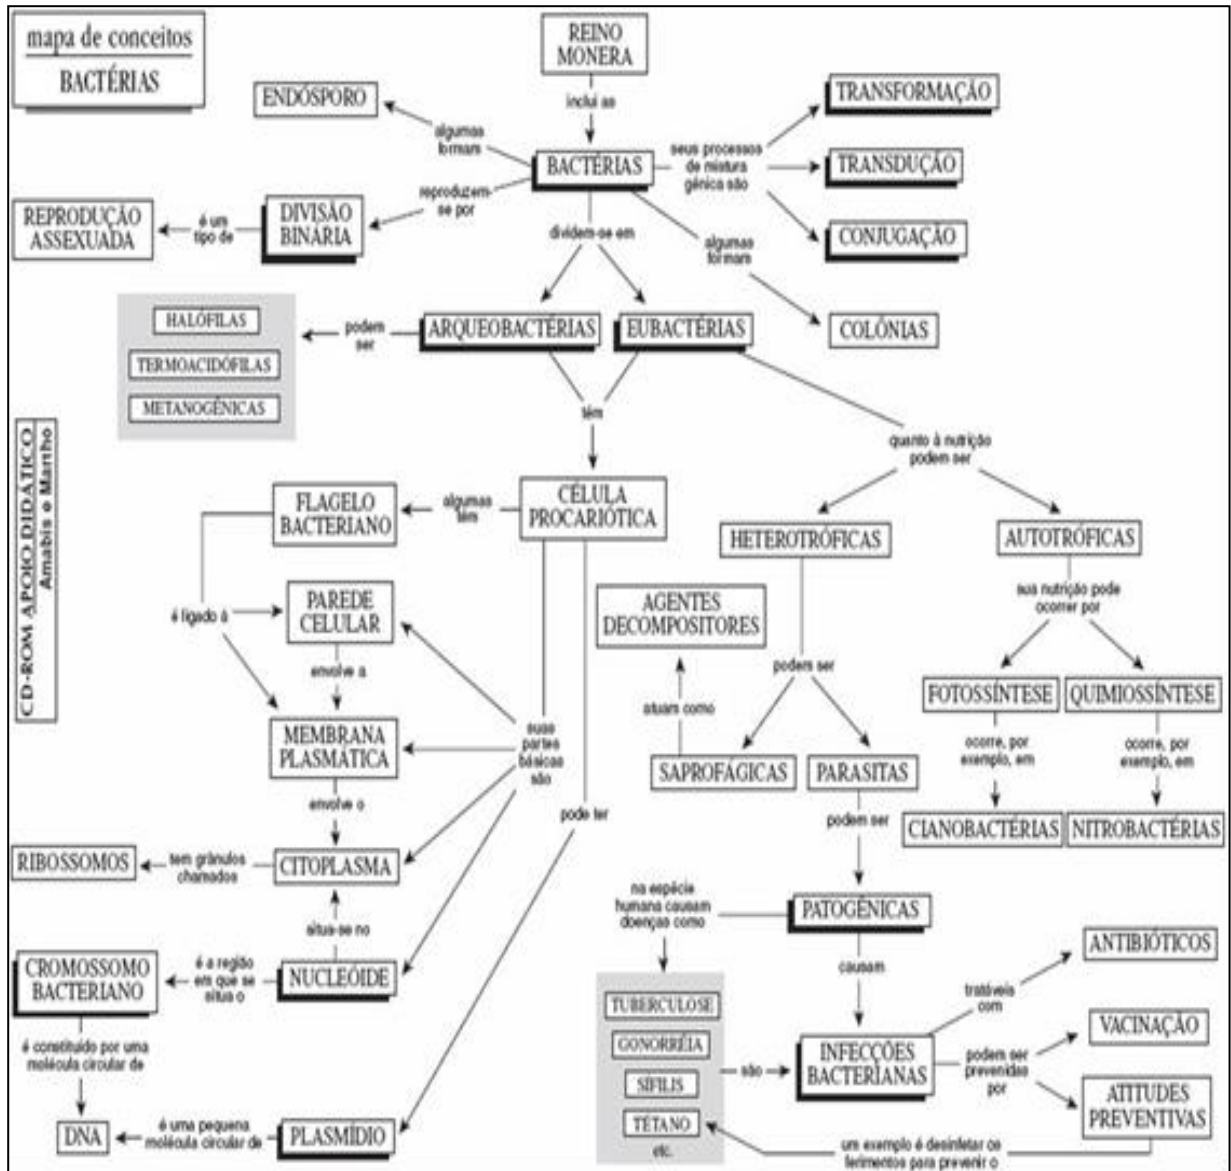 mapa de conceitos
BACTÉRIAS
REINO
MONERA
inclui as
ENDÓSPORO
algumas
formam
BACTÉRIAS
seus processos
de mistura
gênica são
TRANSFORMAÇÃO
TRANSDUÇÃO
CONJUGAÇÃO
reproduzem-
se por
DIVISÃO
BINÁRIA
é um
tipo de
REPRODUÇÃO
ASSEXUADA
dividem-se em
algumas
formam
COLÔNIAS
ARQUEOBACTÉRIAS
EUBACTÉRIAS
podem
ser
HALÓFILAS
TERMOACIDÓFILAS
METANOGÊNICAS
têm
quanto à nutrição
podem ser
CD-ROM APOIO DIDÁTICO
Amabis e Martho
CÉLULA
PROCARIÓTICA
algumas
têm
FLAGELO
BACTERIANO
é ligado à
PAREDE
CELULAR
envolve a
MEMBRANA
PLASMÁTICA
envolve o
suas
partes
básicas
são
pode ter
CITOPLASMA
tem grânulos
chamados
RIBOSSOMOS
situa-se no
NUCLEÓIDE
é a região
em que se
situa o
CROMOSSOMO
BACTERIANO
é constituído por uma
molécula circular de
DNA
é uma pequena
molécula circular de
PLASMÍDIO
HETEROTRÓFICAS
AUTOTRÓFICAS
sua nutrição pode
ocorrer por
AGENTES
DECOMPOSITORES
podem ser
atuam como
SAPROFÁGICAS
PARASITAS
FOTOSSÍNTESE
QUIMIOSSÍNTESE
ocorre, por
exemplo, em
ocorre, por
exemplo, em
CIANOBACTÉRIAS
NITROBACTÉRIAS
podem ser
PATOGÊNICAS
na espécie
humana causam
doenças como
causam
TUBERCULOSE
GONORRÉIA
SÍFILIS
TÉTANO
etc.
são
INFECÇÕES
BACTERIANAS
tratáveis
com
ANTIBIÓTICOS
podem ser
prevenidas
por
VACINAÇÃO
ATITUDES
PREVENTIVAS
um exemplo é desinfetar os
ferimentos para prevenir o